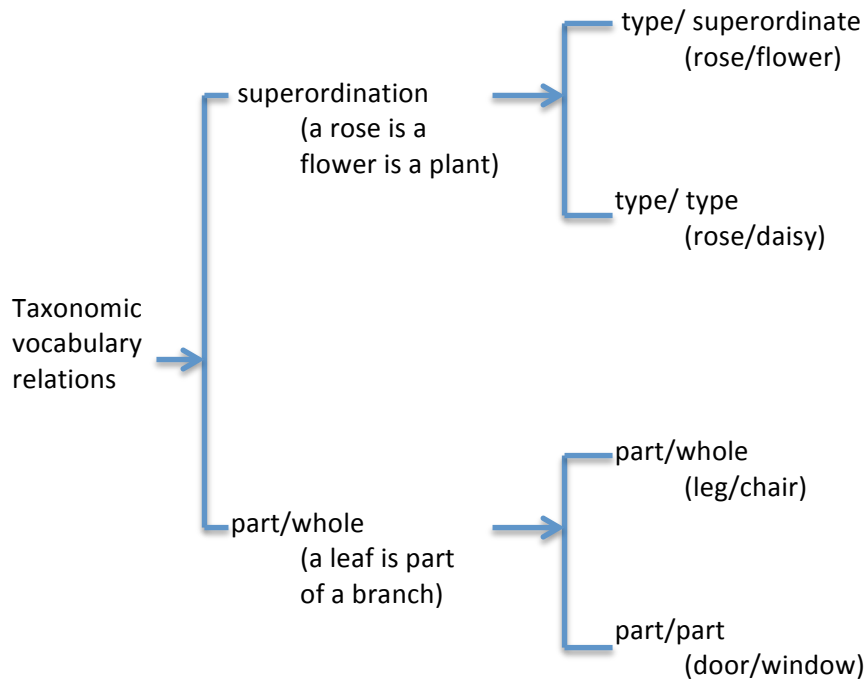 type/ superordinate
(rose/flower)
superordination
(a rose is a
flower is a plant)
type/ type
(rose/daisy)
Taxonomic
vocabulary
relations
part/whole
(leg/chair)
part/whole
(a leaf is part
of a branch)
part/part
(door/window)